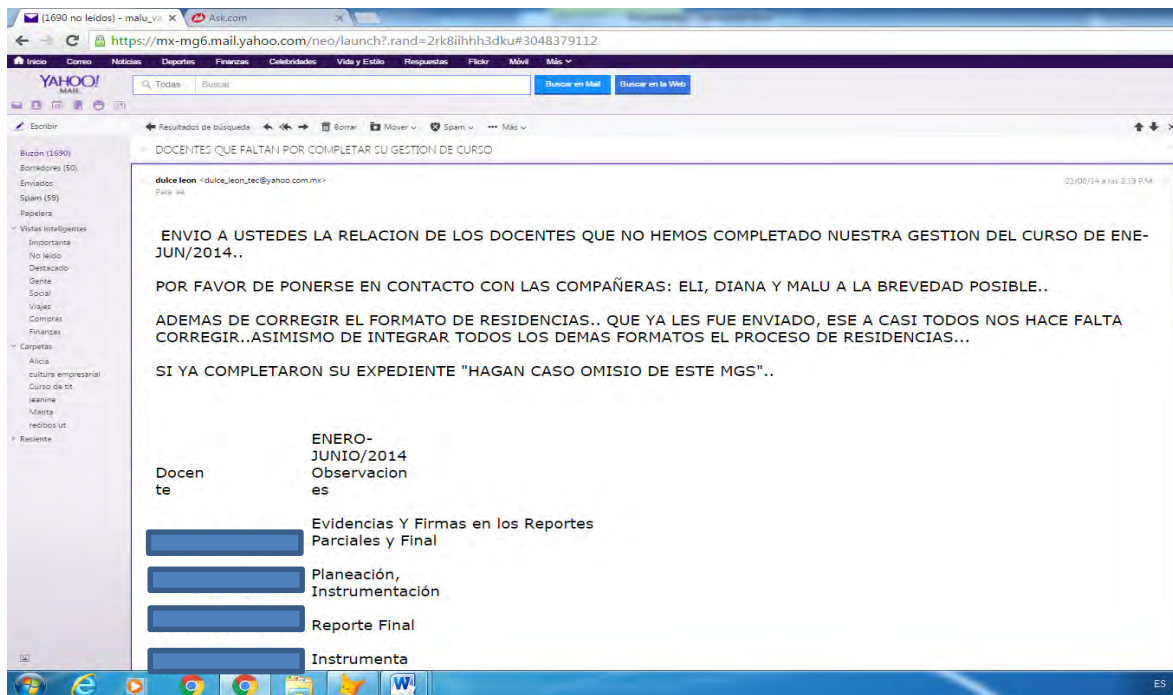 (1690 no leídos) - malu_va
Ask.com
https://mx-mg6.mail.yahoo.com/neo/launch?.rand=2rk8iihhh3dku#3048379112
Inicio Correo Noticias Deportes Finanzas Celebridades Vida y Estilo Respuestas Flickr Móvil Más
YAHOO!
MAIL
Todas Buscar Buscar en Mail Buscar en la Web
Escribir
Resultados de búsqueda Borrar Mover Spam Más
Buzón (1690)
Borradores (50)
Enviados
Spam (59)
Papelera
Vistas inteligentes
Importante
No leído
Destacado
Gente
Social
Viajes
Compras
Finanzas
Carpetas
Alicia
cultura empresarial
Curso de tit
jeanine
Manta
recibos ut
Reciente
DOCENTES QUE FALTAN POR COMPLETAR SU GESTION DE CURSO
dulce leon <dulce_leon_tec@yahoo.com.mx> 21/08/14 a las 2:19 P.M.
Para
ENVIO A USTEDES LA RELACION DE LOS DOCENTES QUE NO HEMOS COMPLETADO NUESTRA GESTION DEL CURSO DE ENE-
JUN/2014..
POR FAVOR DE PONERSE EN CONTACTO CON LAS COMPAÑERAS: ELI, DIANA Y MALU A LA BREVEDAD POSIBLE..
ADEMAS DE CORREGIR EL FORMATO DE RESIDENCIAS.. QUE YA LES FUE ENVIADO, ESE A CASI TODOS NOS HACE FALTA
CORREGIR..ASIMISMO DE INTEGRAR TODOS LOS DEMAS FORMATOS EL PROCESO DE RESIDENCIAS...
SI YA COMPLETARON SU EXPEDIENTE "HAGAN CASO OMISIO DE ESTE MGS"..
ENERO-
JUNIO/2014
Docen Observacion
te es
Evidencias Y Firmas en los Reportes
Parciales y Final
Planeación,
Instrumentación
Reporte Final
Instrumenta
ES